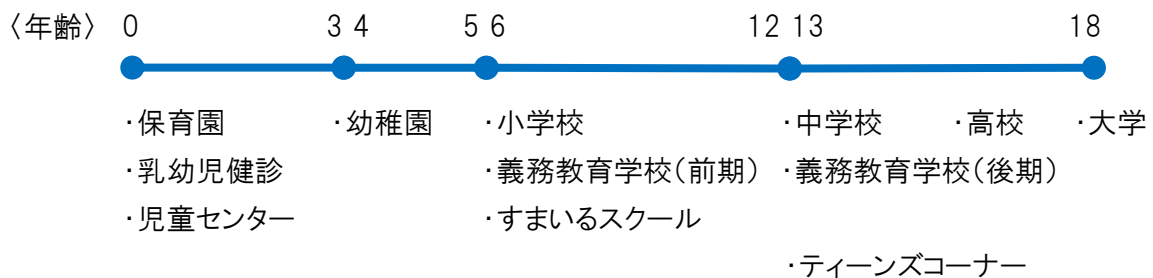 〈年齢〉 0 3 4 5 6 12 13 18
・保育園 ・幼稚園 ・小学校 ・中学校 ・高校 ・大学
・乳幼児健診 ・義務教育学校(前期) ・義務教育学校(後期)
・児童センター ・すまいるスクール
・ティーンズコーナー